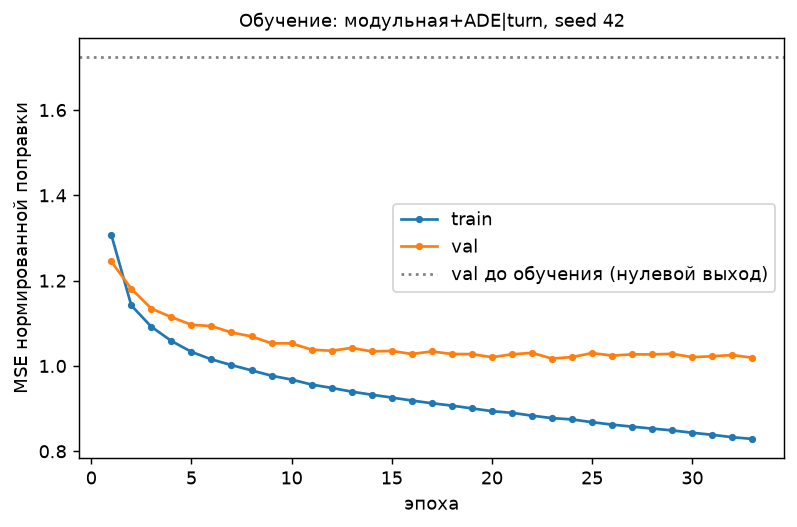 Обучение: модульная+ADE|turn, seed 42
MSE нормированной поправки
1.6
1.4
1.2
1.0
0.8
train
val
val до обучения (нулевой выход)
0 5 10 15 20 25 30
эпоха